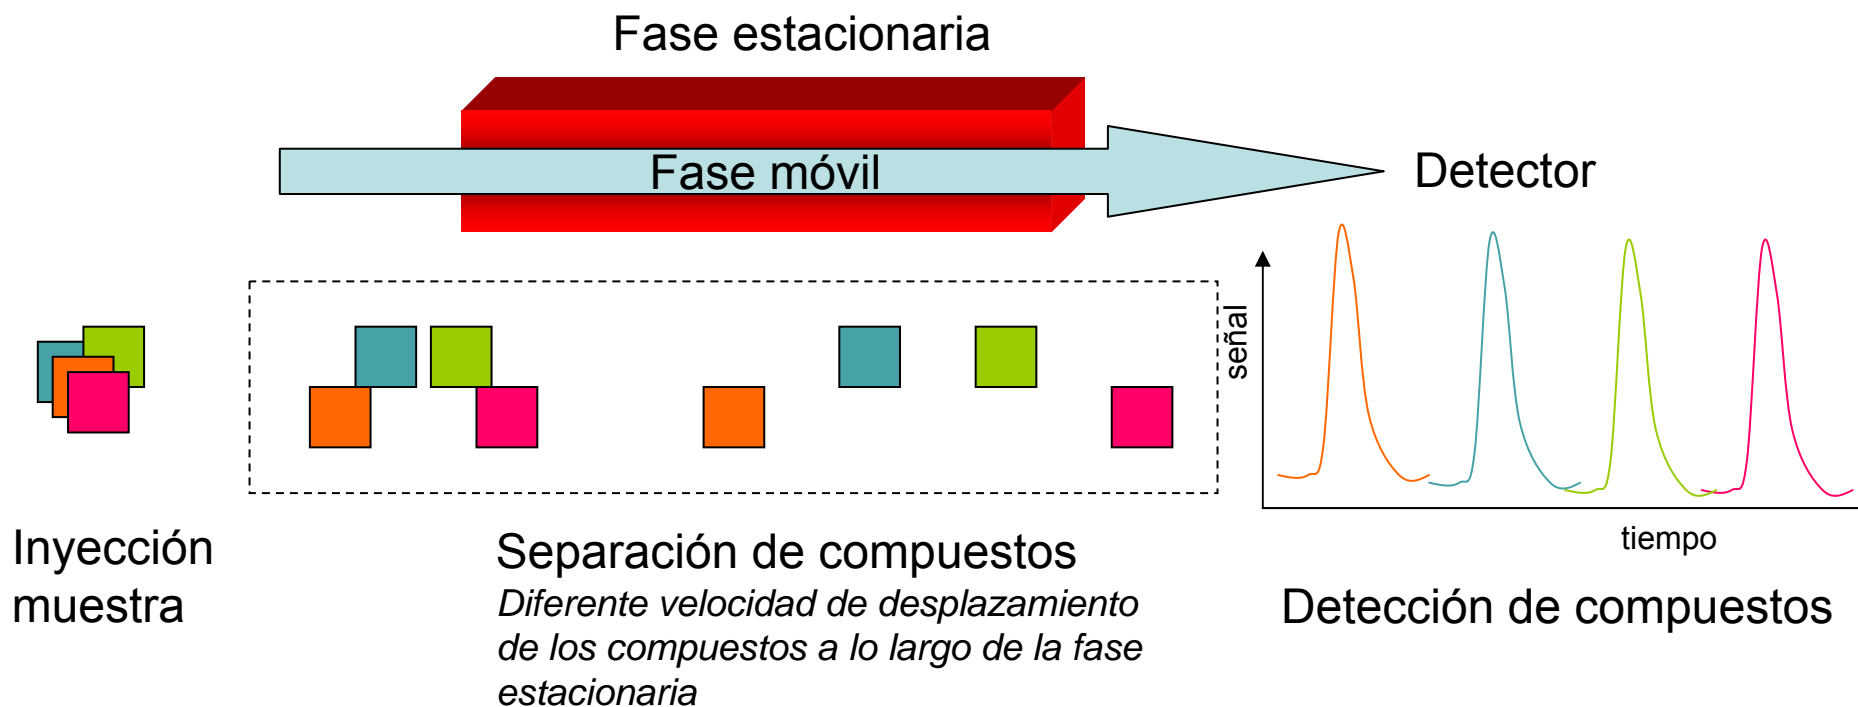 Fase estacionaria
Fase móvil
Detector
señal
tiempo
Inyección
muestra
Separación de compuestos
Diferente velocidad de desplazamiento
de los compuestos a lo largo de la fase
estacionaria
Detección de compuestos